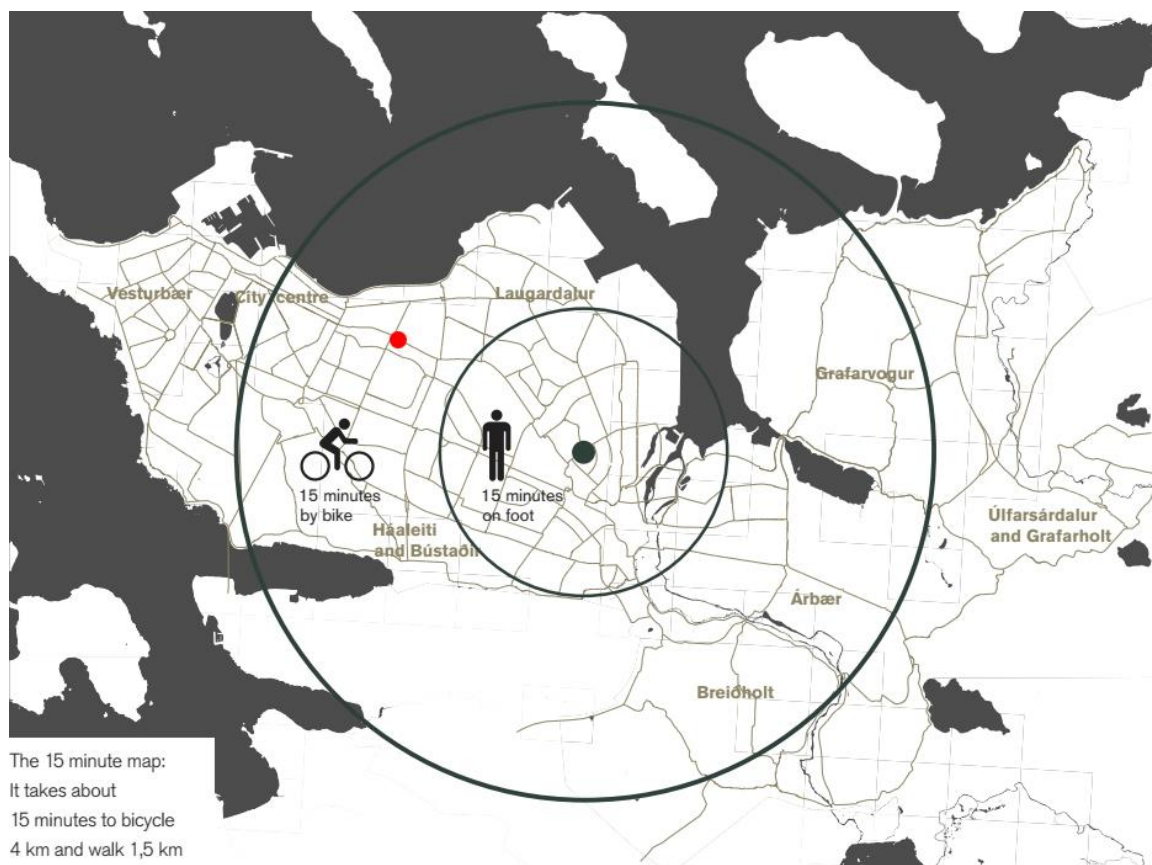 Vesturbær
City centre
Laugardalur
Grafarvogur
15 minutes
by bike
15 minutes
on foot
Háaleiti
and Bústaðir
Úlfarsárdalur
and Grafarholt
Árbær
Breiðholt
The 15 minute map:
It takes about
15 minutes to bicycle
4 km and walk 1,5 km